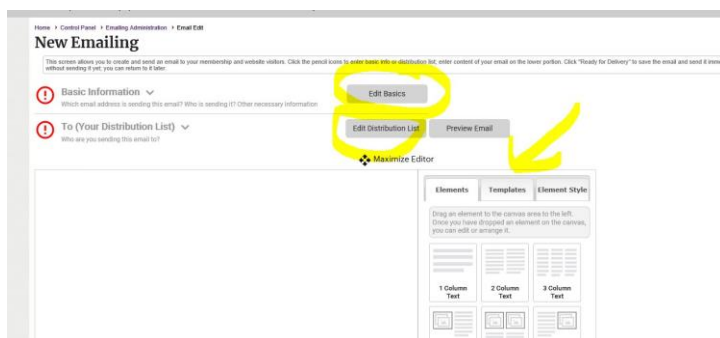 Home › Control Panel › Emailing Administration › Email Edit
New Emailing
This screen allows you to create and send an email to your membership and website visitors. Click the pencil icons to enter basic info or distribution list, enter content of your email on the lower portion. Click "Ready for Delivery" to save the email and send it
without sending it yet; you can return to it later.
Basic Information
Edit Basics
Which email address is sending this email? Who is sending it? Other necessary information
To (Your Distribution List)
Edit Distribution List Preview Email
Who are you sending this email to?
Maximize Editor
Elements Templates Element Style
Drag an element to the canvas area to the left.
Once you have dropped an element on the canvas,
you can edit or arrange it.
1 Column 2 Column 3 Column
Text Text Text